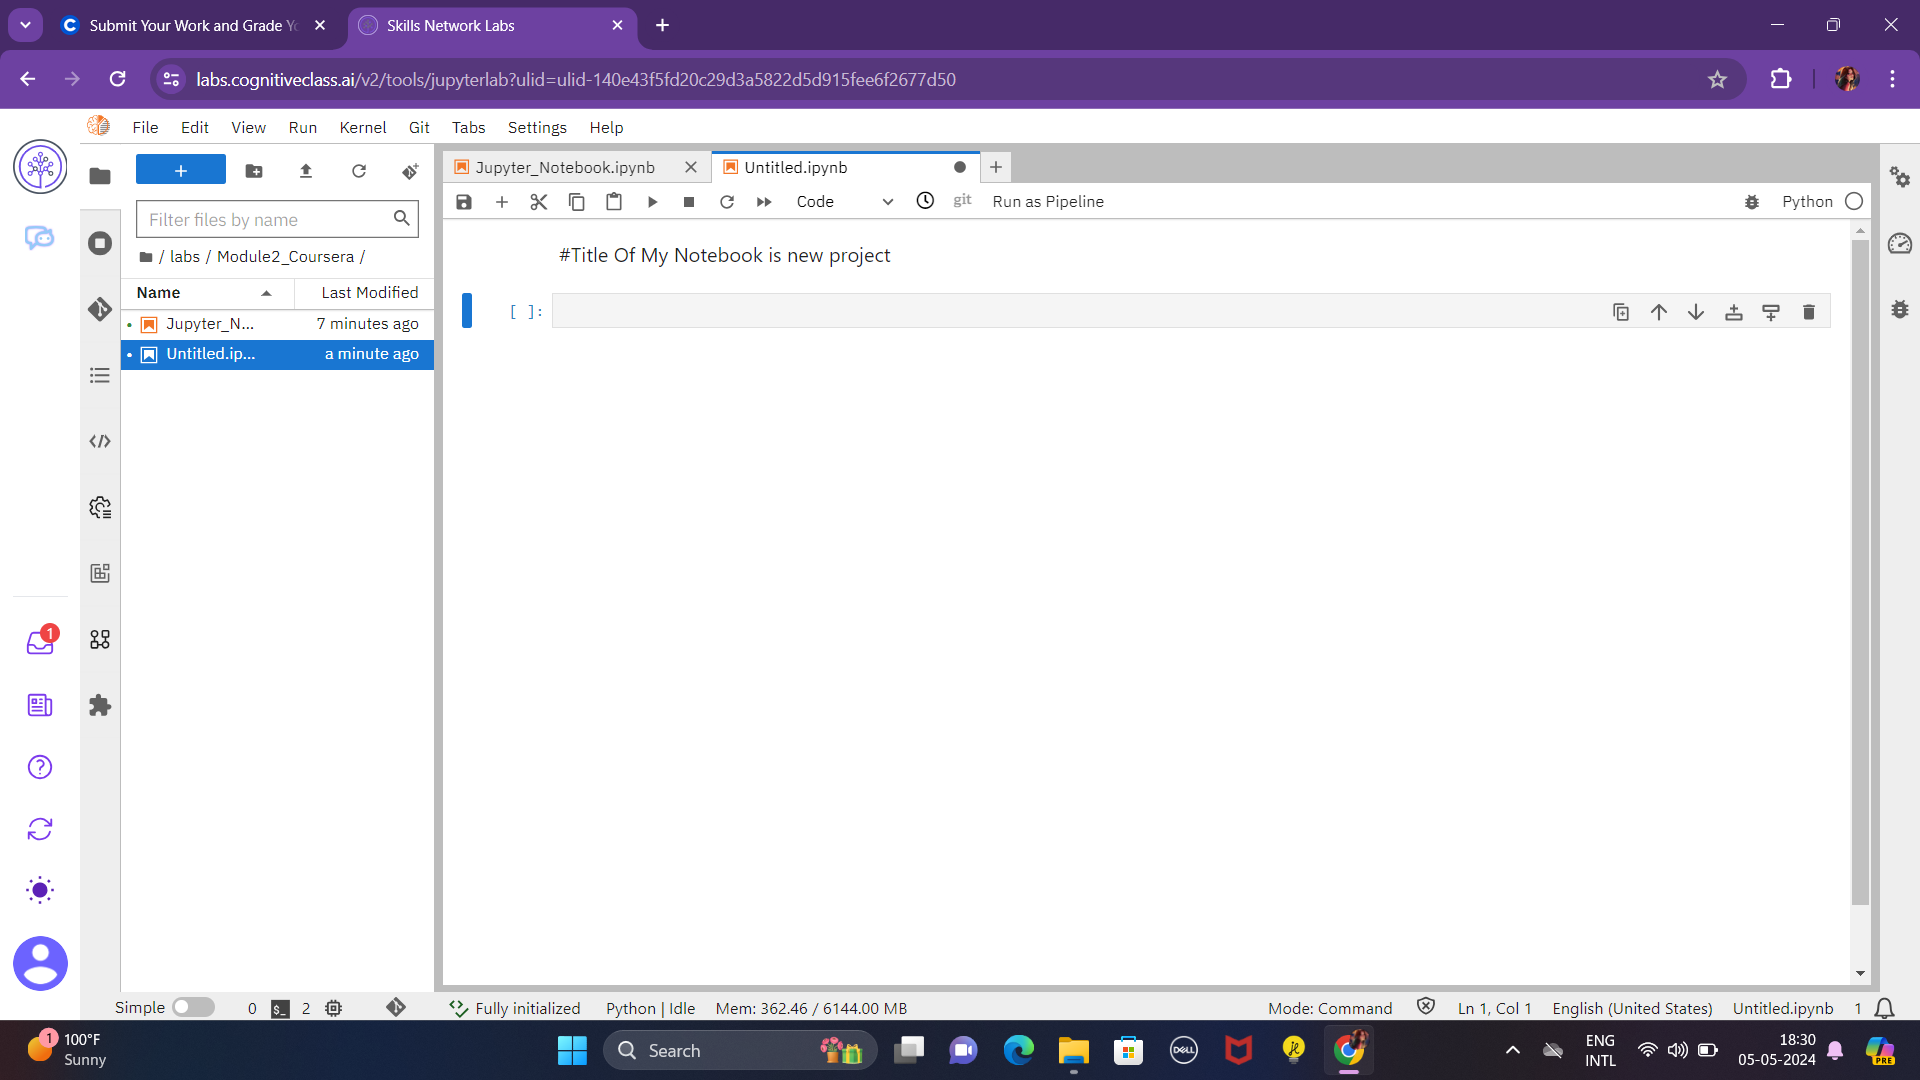 Submit Your Work and Grade Yo
Skills Network Labs
labs.cognitiveclass.ai/v2/tools/jupyterlab?ulid=ulid-140e43f5fd20c29d3a5822d5d915fee6f2677d50
File Edit View Run Kernel Git Tabs Settings Help
Jupyter_Notebook.ipynb
Untitled.ipynb
Code
git
Run as Pipeline
Python
Filter files by name
/ labs / Module2_Coursera /
Name Last Modified
Jupyter_N... 7 minutes ago
Untitled.ip... a minute ago
#Title Of My Notebook is new project
[ ]:
1
Simple 0 $_ 2 Fully initialized Python | Idle Mem: 362.46 / 6144.00 MB Mode: Command Ln 1, Col 1 English (United States) Untitled.ipynb 1
1
100°F
Sunny
Search
DELL
PRE
ENG
INTL
18:30
05-05-2024